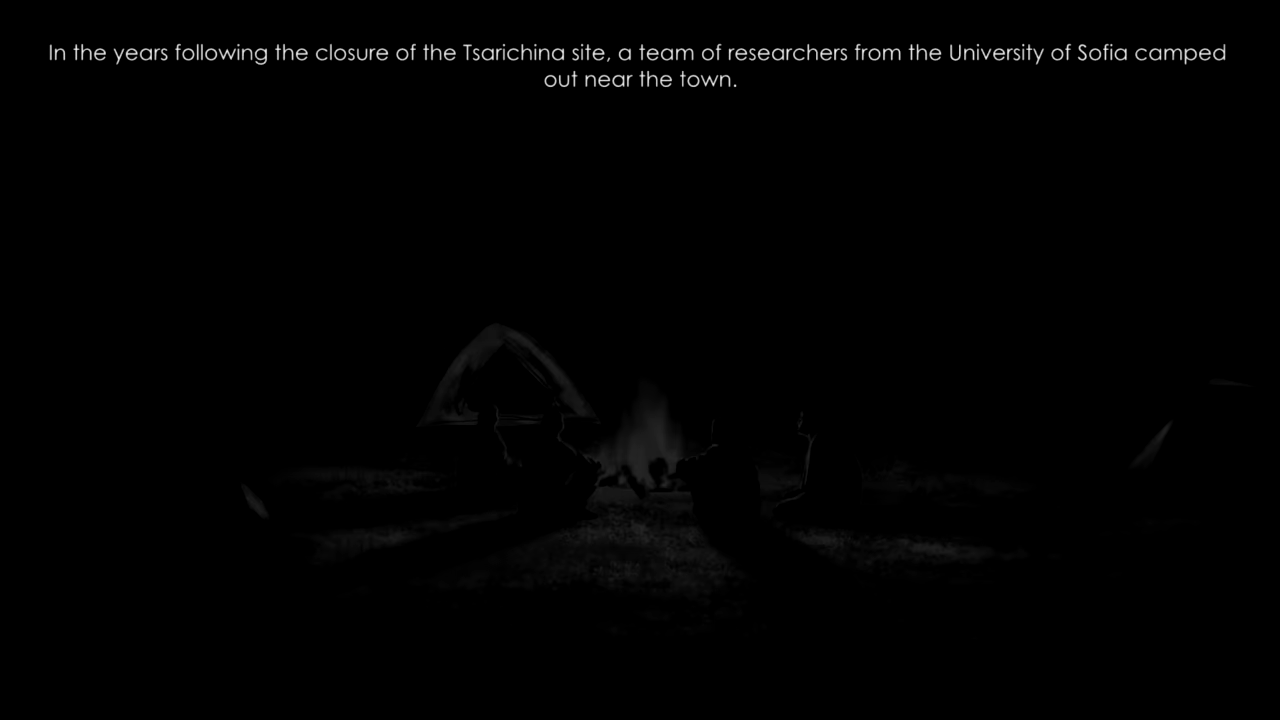 In the years following the closure of the Tsarichina site, a team of researchers from the University of Sofia camped
out near the town.